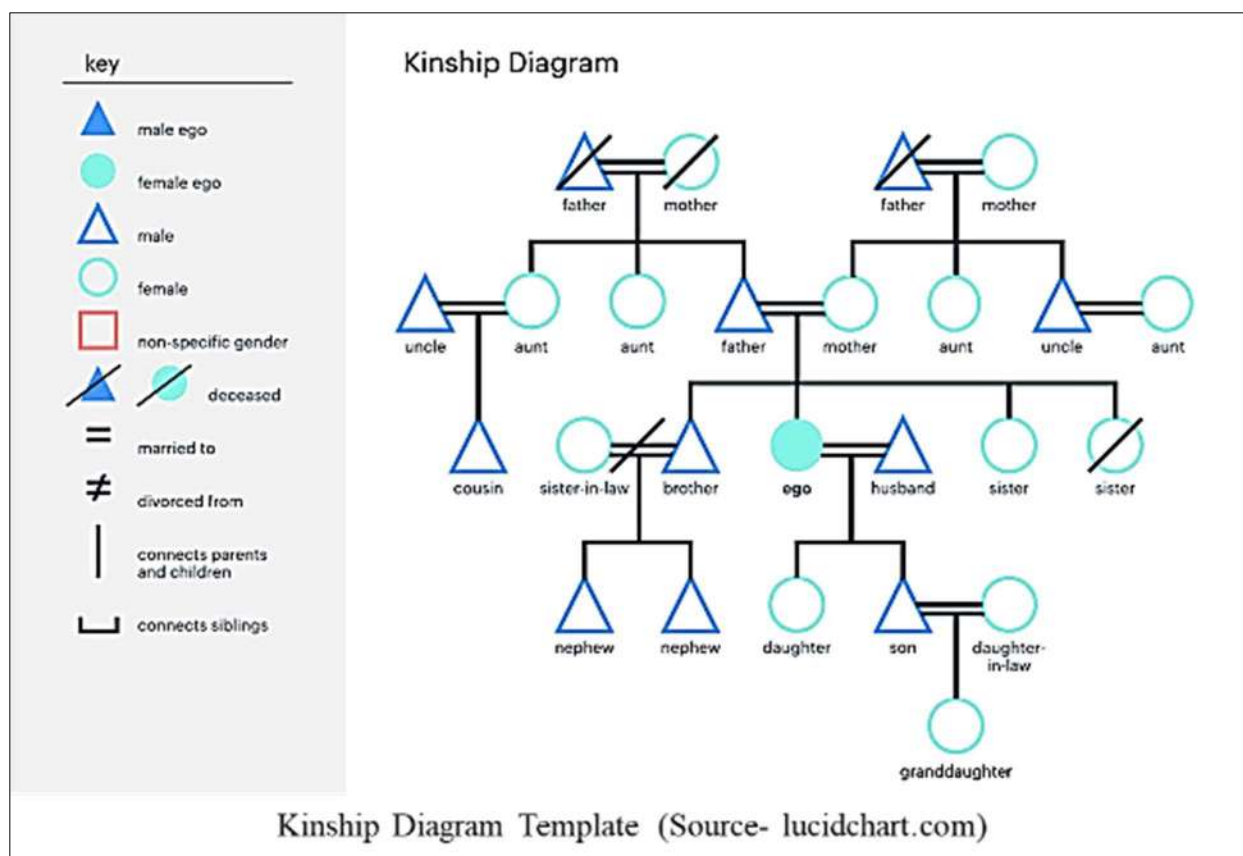 key
male ego
female ego
male
female
non-specific gender
deceased
=
married to
≠
divorced from
connects parents
and children
connects siblings
Kinship Diagram
father mother father mother
uncle aunt aunt father mother aunt uncle aunt
cousin sister-in-law brother ego husband sister sister
nephew nephew daughter son daughter-
in-law
granddaughter
Kinship Diagram Template (Source- lucidchart.com)